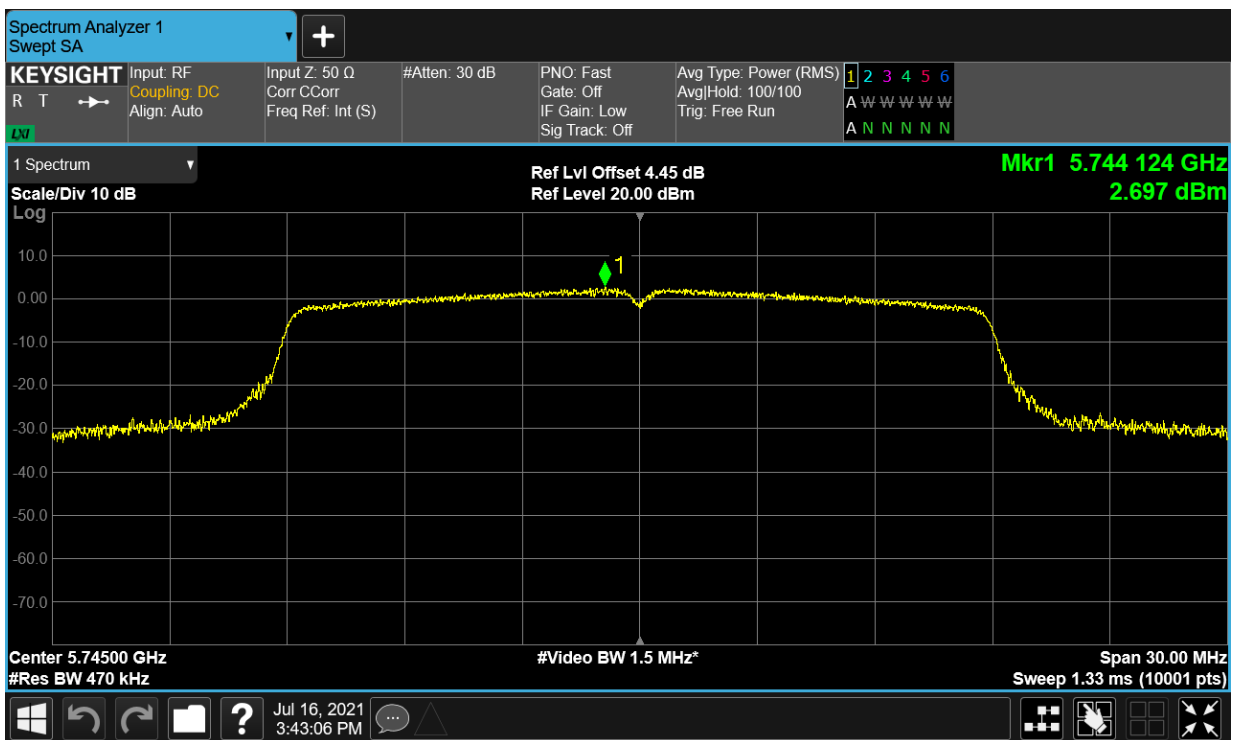 Spectrum Analyzer 1
Swept SA
KEYSIGHT
R T
LXI
Input: RF
Coupling: DC
Align: Auto
Input Z: 50 Ω
Corr CCorr
Freq Ref: Int (S)
#Atten: 30 dB
PNO: Fast
Gate: Off
IF Gain: Low
Sig Track: Off
Avg Type: Power (RMS)
Avg|Hold: 100/100
Trig: Free Run
1 2 3 4 5 6
A W W W W W
A N N N N N
1 Spectrum
Scale/Div 10 dB
Ref Lvl Offset 4.45 dB
Ref Level 20.00 dBm
Mkr1 5.744 124 GHz
2.697 dBm
Log
1
10.0
0.00
-10.0
-20.0
-30.0
-40.0
-50.0
-60.0
-70.0
Center 5.74500 GHz
#Res BW 470 kHz
#Video BW 1.5 MHz*
Span 30.00 MHz
Sweep 1.33 ms (10001 pts)
?
Jul 16, 2021
3:43:06 PM